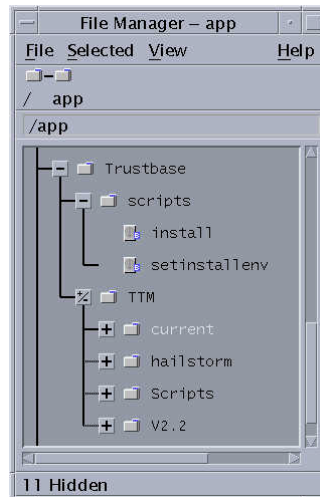 File Manager – app
File Selected View Help
/ app
/app
Trustbase
scripts
install
setinstallenv
TTM
current
hailstorm
Scripts
V2.2
11 Hidden